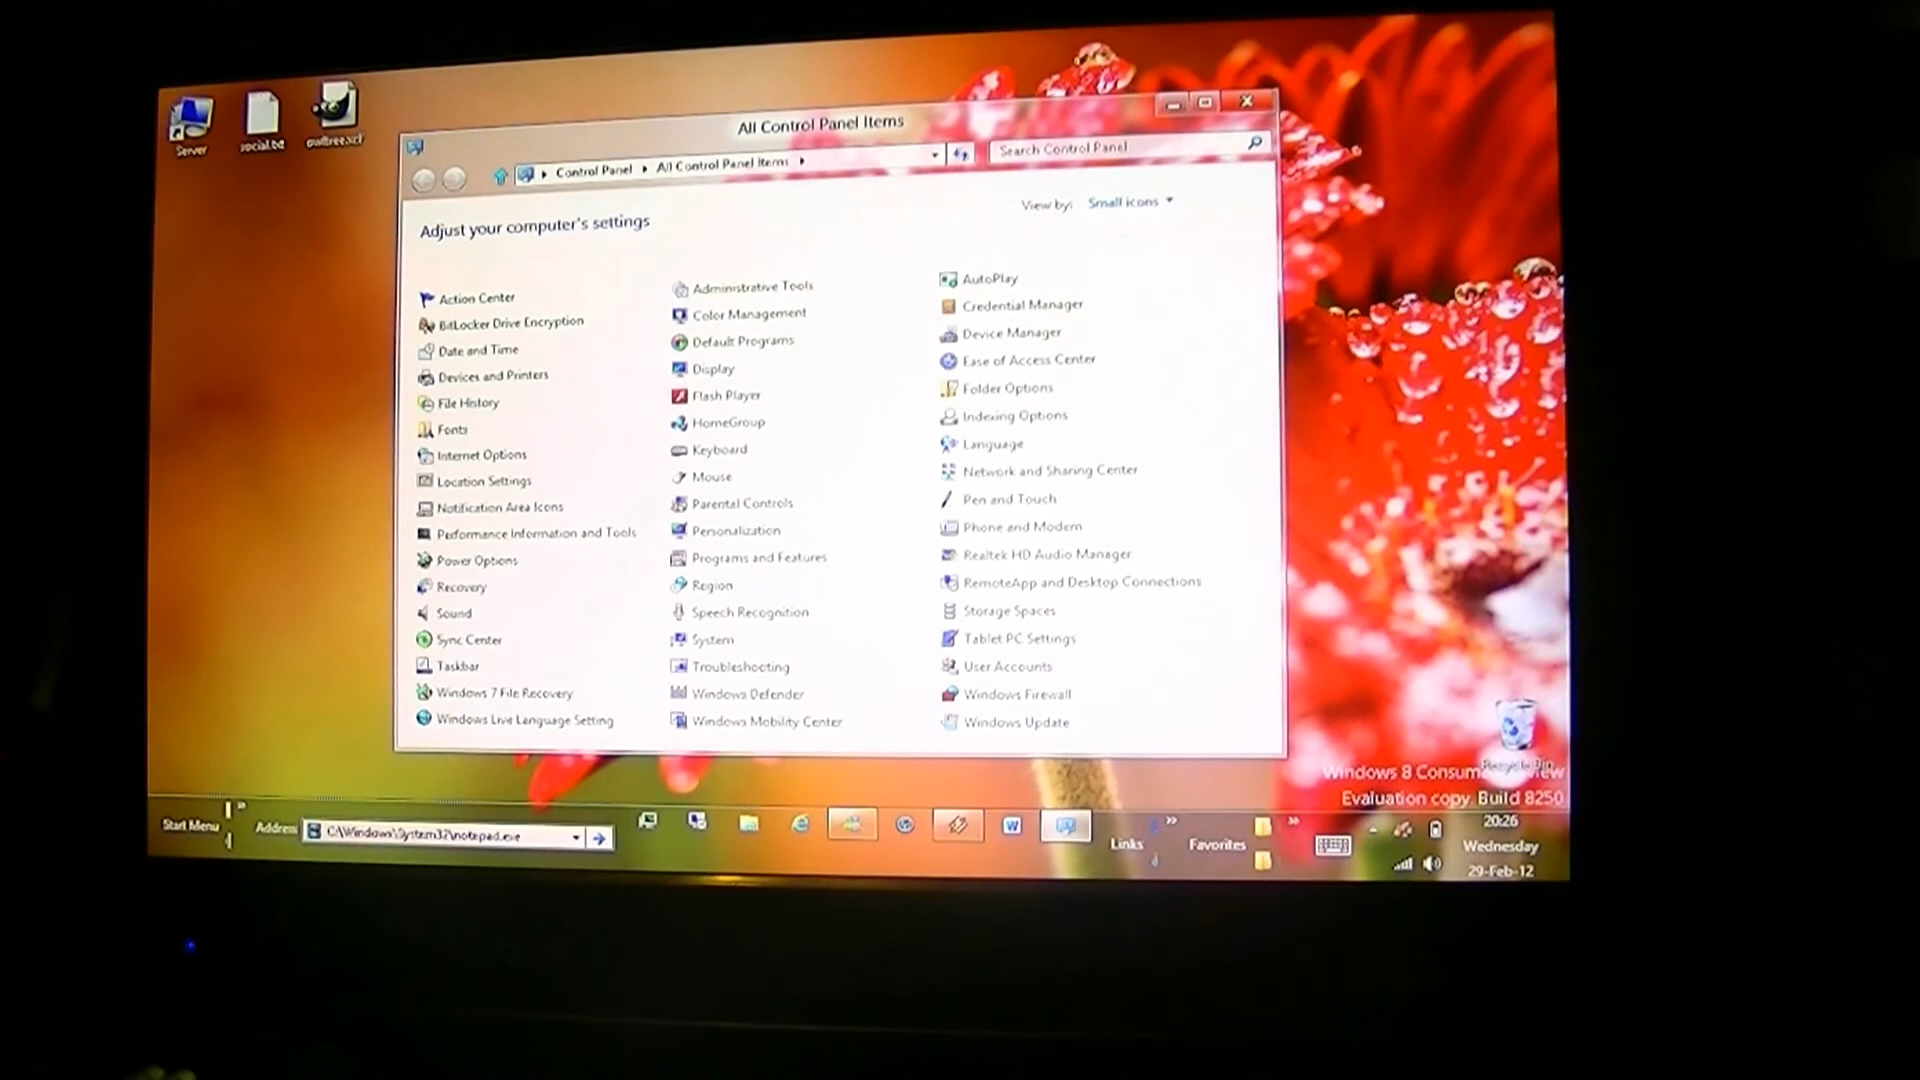 Server
social.txt
owltree.xcf
All Control Panel Items
Control Panel
All Control Panel Items
Search Control Panel
View by:
Small icons
Adjust your computer's settings
Action Center
Administrative Tools
AutoPlay
BitLocker Drive Encryption
Color Management
Credential Manager
Date and Time
Default Programs
Device Manager
Devices and Printers
Display
Ease of Access Center
File History
Flash Player
Folder Options
Fonts
HomeGroup
Indexing Options
Internet Options
Keyboard
Language
Location Settings
Mouse
Network and Sharing Center
Notification Area Icons
Parental Controls
Pen and Touch
Performance Information and Tools
Personalization
Phone and Modem
Power Options
Programs and Features
Realtek HD Audio Manager
Recovery
Region
RemoteApp and Desktop Connections
Sound
Speech Recognition
Storage Spaces
Sync Center
System
Tablet PC Settings
Taskbar
Troubleshooting
User Accounts
Windows 7 File Recovery
Windows Defender
Windows Firewall
Windows Live Language Setting
Windows Mobility Center
Windows Update
Recycle Bin
Windows 8
Evaluation copy. Build 8250
Start Menu
Address
C:\Windows\System32\notepad.exe
Links
Favorites
20:26
Wednesday
29-Feb-12